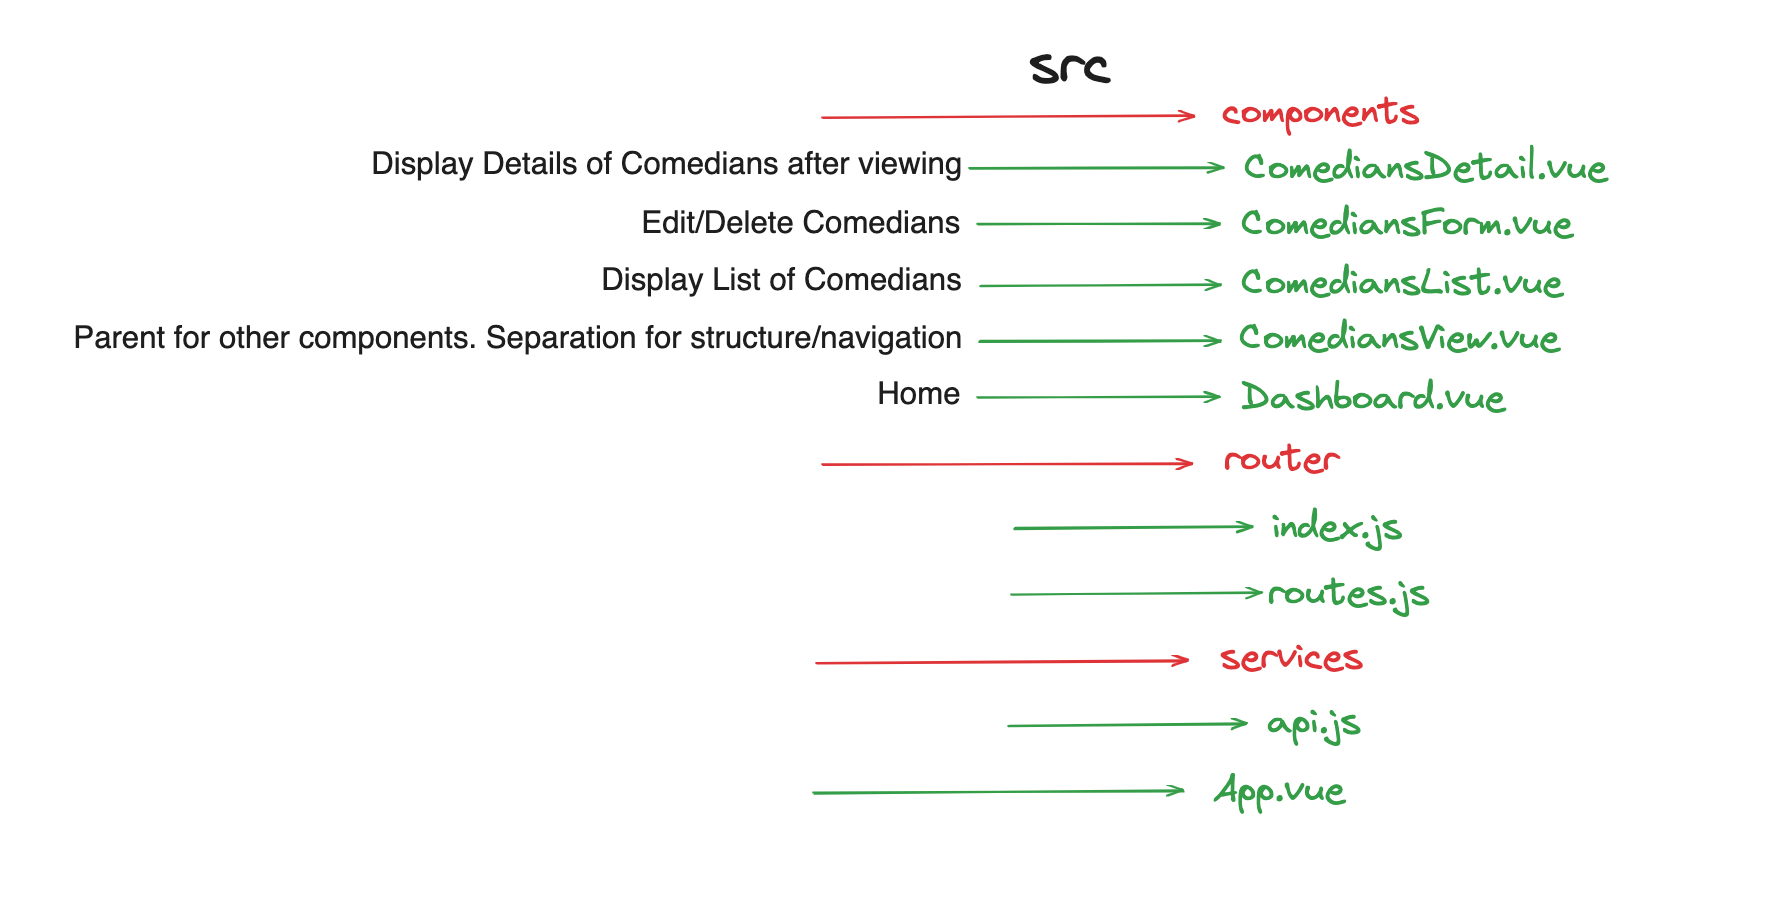 src
components
Display Details of Comedians after viewing ComediansDetail.vue
Edit/Delete Comedians ComediansForm.vue
Display List of Comedians ComediansList.vue
Parent for other components. Separation for structure/navigation ComediansView.vue
Home Dashboard.vue
router
index.js
routes.js
services
api.js
App.vue